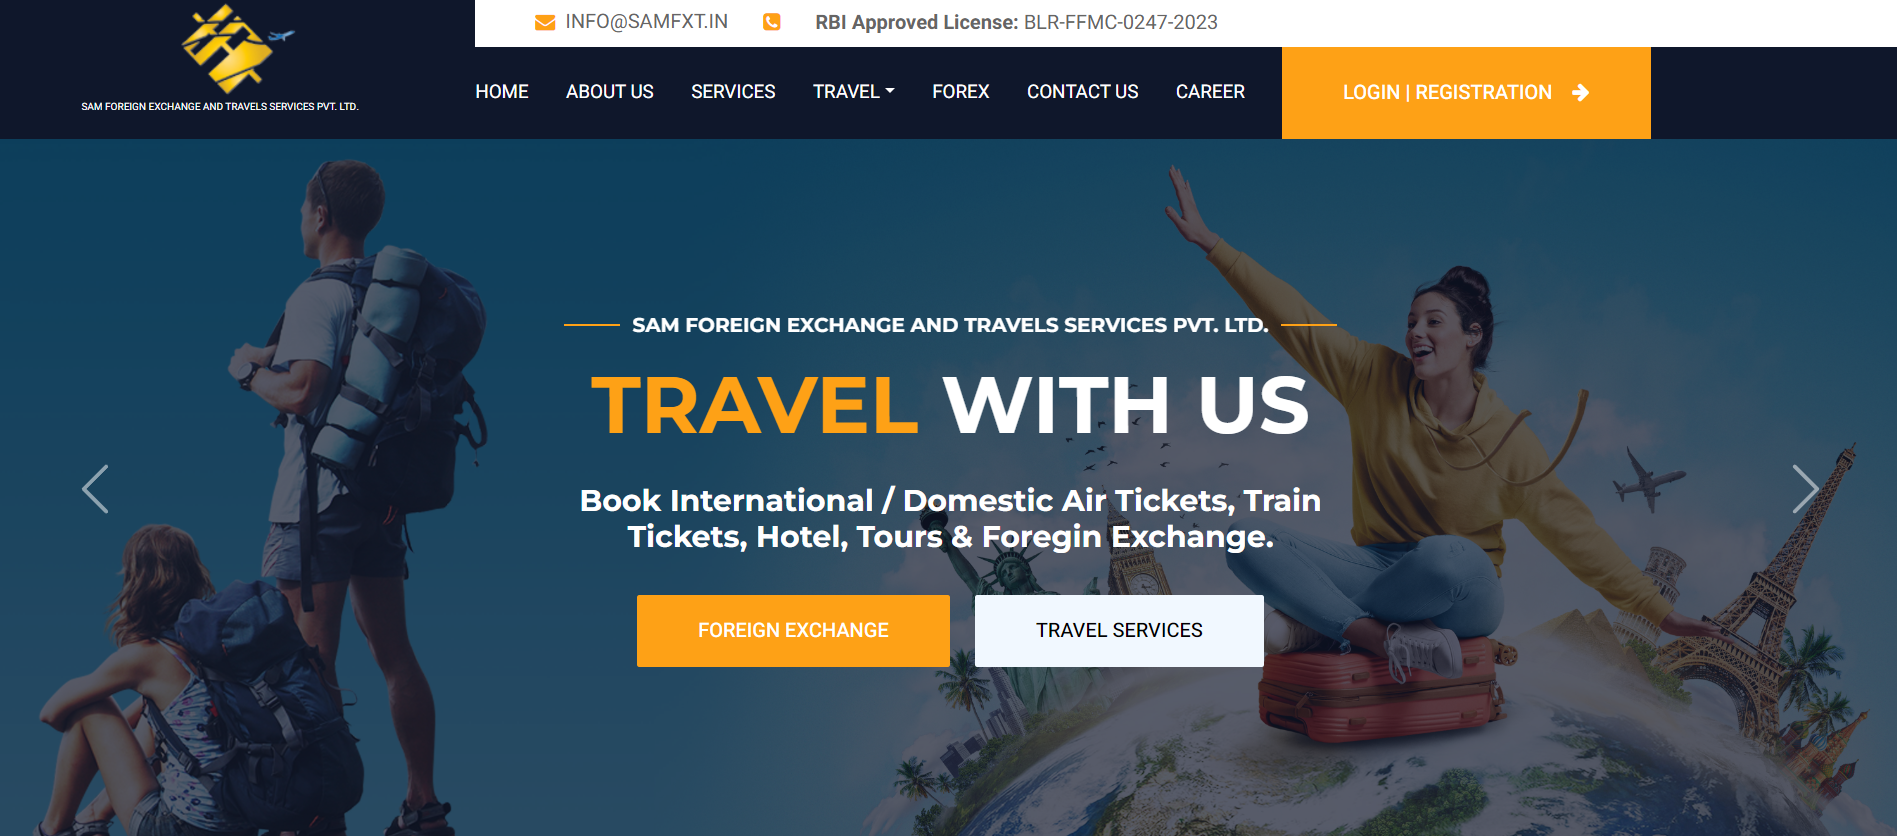 INFO@SAMFXT.IN
RBI Approved License: BLR-FFMC-0247-2023
SAM FOREIGN EXCHANGE AND TRAVELS SERVICES PVT. LTD.
HOME ABOUT US SERVICES TRAVEL FOREX CONTACT US CAREER LOGIN | REGISTRATION
SAM FOREIGN EXCHANGE AND TRAVELS SERVICES PVT. LTD.
TRAVEL WITH US
Book International / Domestic Air Tickets, Train
Tickets, Hotel, Tours & Foregin Exchange.
FOREIGN EXCHANGE
TRAVEL SERVICES